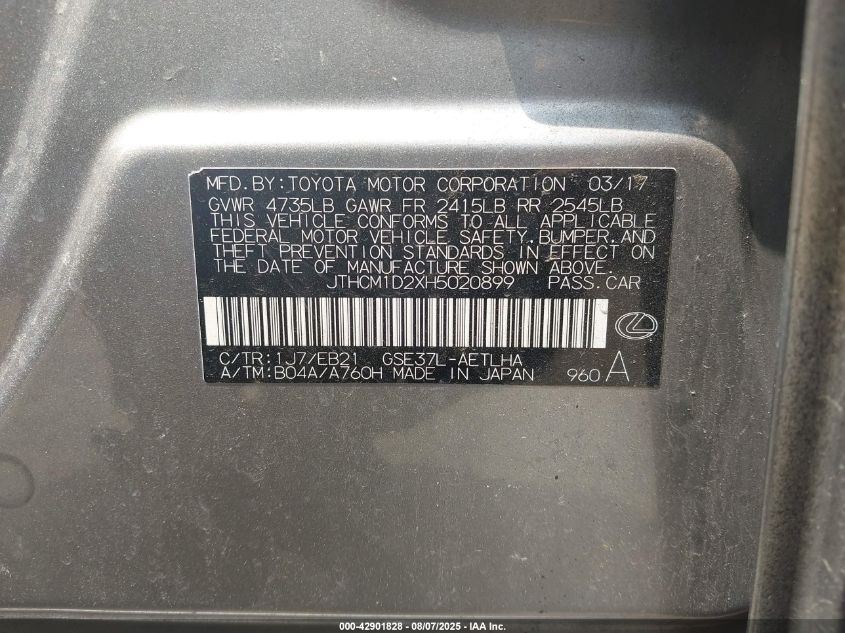 MFD.BY:TOYOTA MOTOR CORPORATION 03/17
GVWR 4735LB GAWR FR 2415LB RR 2545LB
THIS VEHICLE CONFORMS TO ALL APPLICABLE
FEDERAL MOTOR VEHICLE SAFETY,BUMPER,AND
THEFT PREVENTION STANDARDS IN EFFECT ON
THE DATE OF MANUFACTURE SHOWN ABOVE.
JTHCM1D2XH5020899 PASS.CAR
C/TR:1J7/EB21 GSE37L-AETLHA
A/TM:B04A/A760H MADE IN JAPAN 960 A
000-42901828 - 08/07/2025 - IAA Inc.